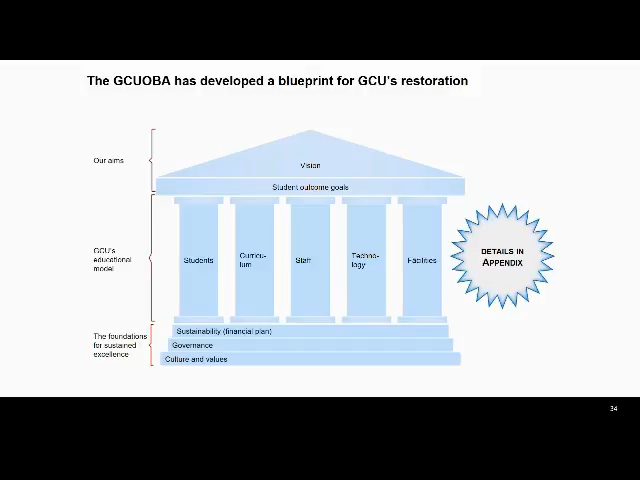 The GCUOBA has developed a blueprint for GCU's restoration
Our aims
Vision
Student outcome goals
GCU's
educational
model
Students
Curricu-
lum
Staff
Techno-
logy
Facilities
DETAILS IN
APPENDIX
The foundations
for sustained
excellence
Sustainability (financial plan)
Governance
Culture and values
34